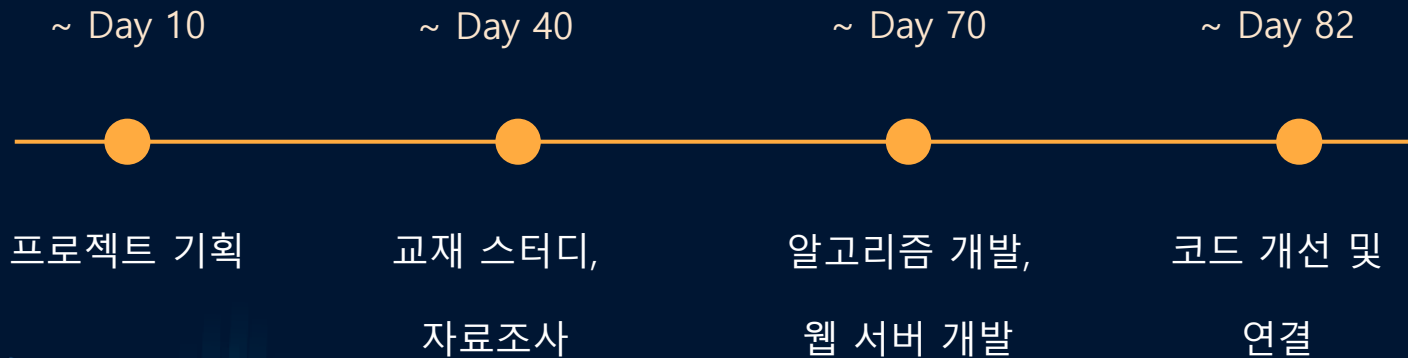 ~ Day 10
~ Day 40
~ Day 70
~ Day 82
프로젝트 기획
교재 스터디,
자료조사
알고리즘 개발,
웹 서버 개발
코드 개선 및
연결